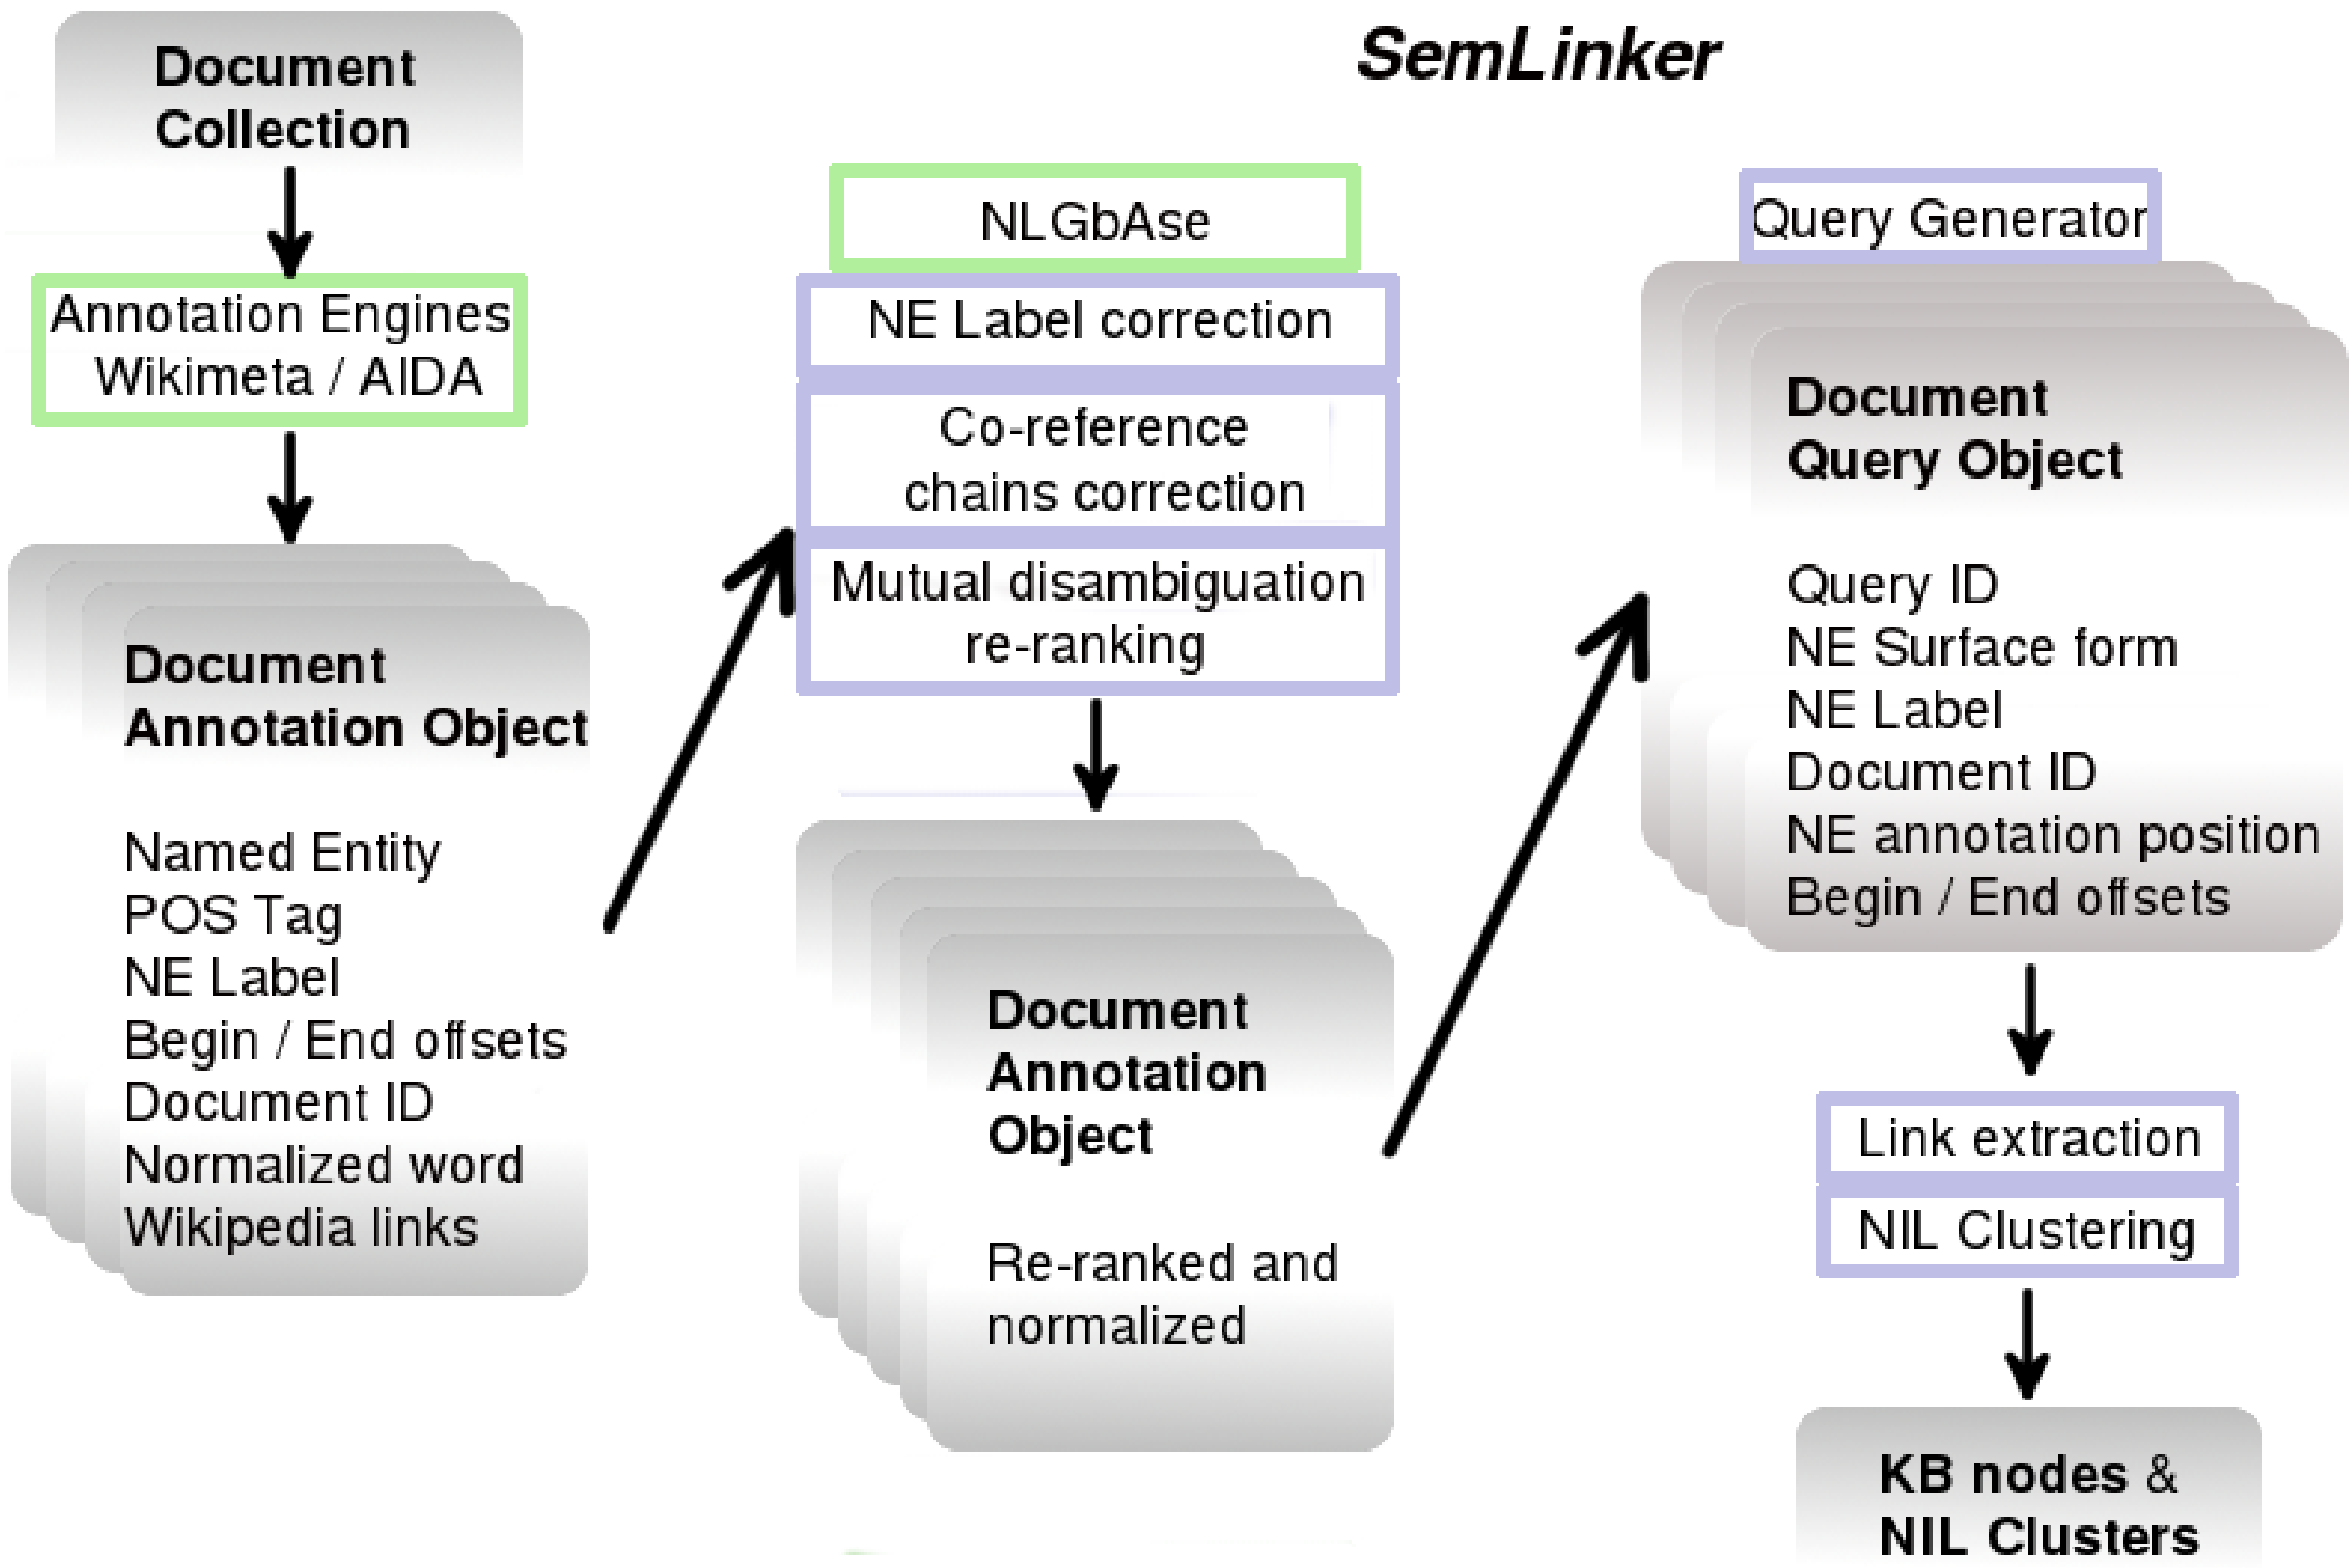 SemLinker
Document
Collection
Annotation Engines
Wikimeta / AIDA
Document
Annotation Object
Named Entity
POS Tag
NE Label
Begin / End offsets
Document ID
Normalized word
Wikipedia links
NLGbAse
NE Label correction
Co-reference
chains correction
Mutual disambiguation
re-ranking
Document
Annotation
Object
Re-ranked and
normalized
Query Generator
Document
Query Object
Query ID
NE Surface form
NE Label
Document ID
NE annotation position
Begin / End offsets
Link extraction
NIL Clustering
KB nodes &
NIL Clusters